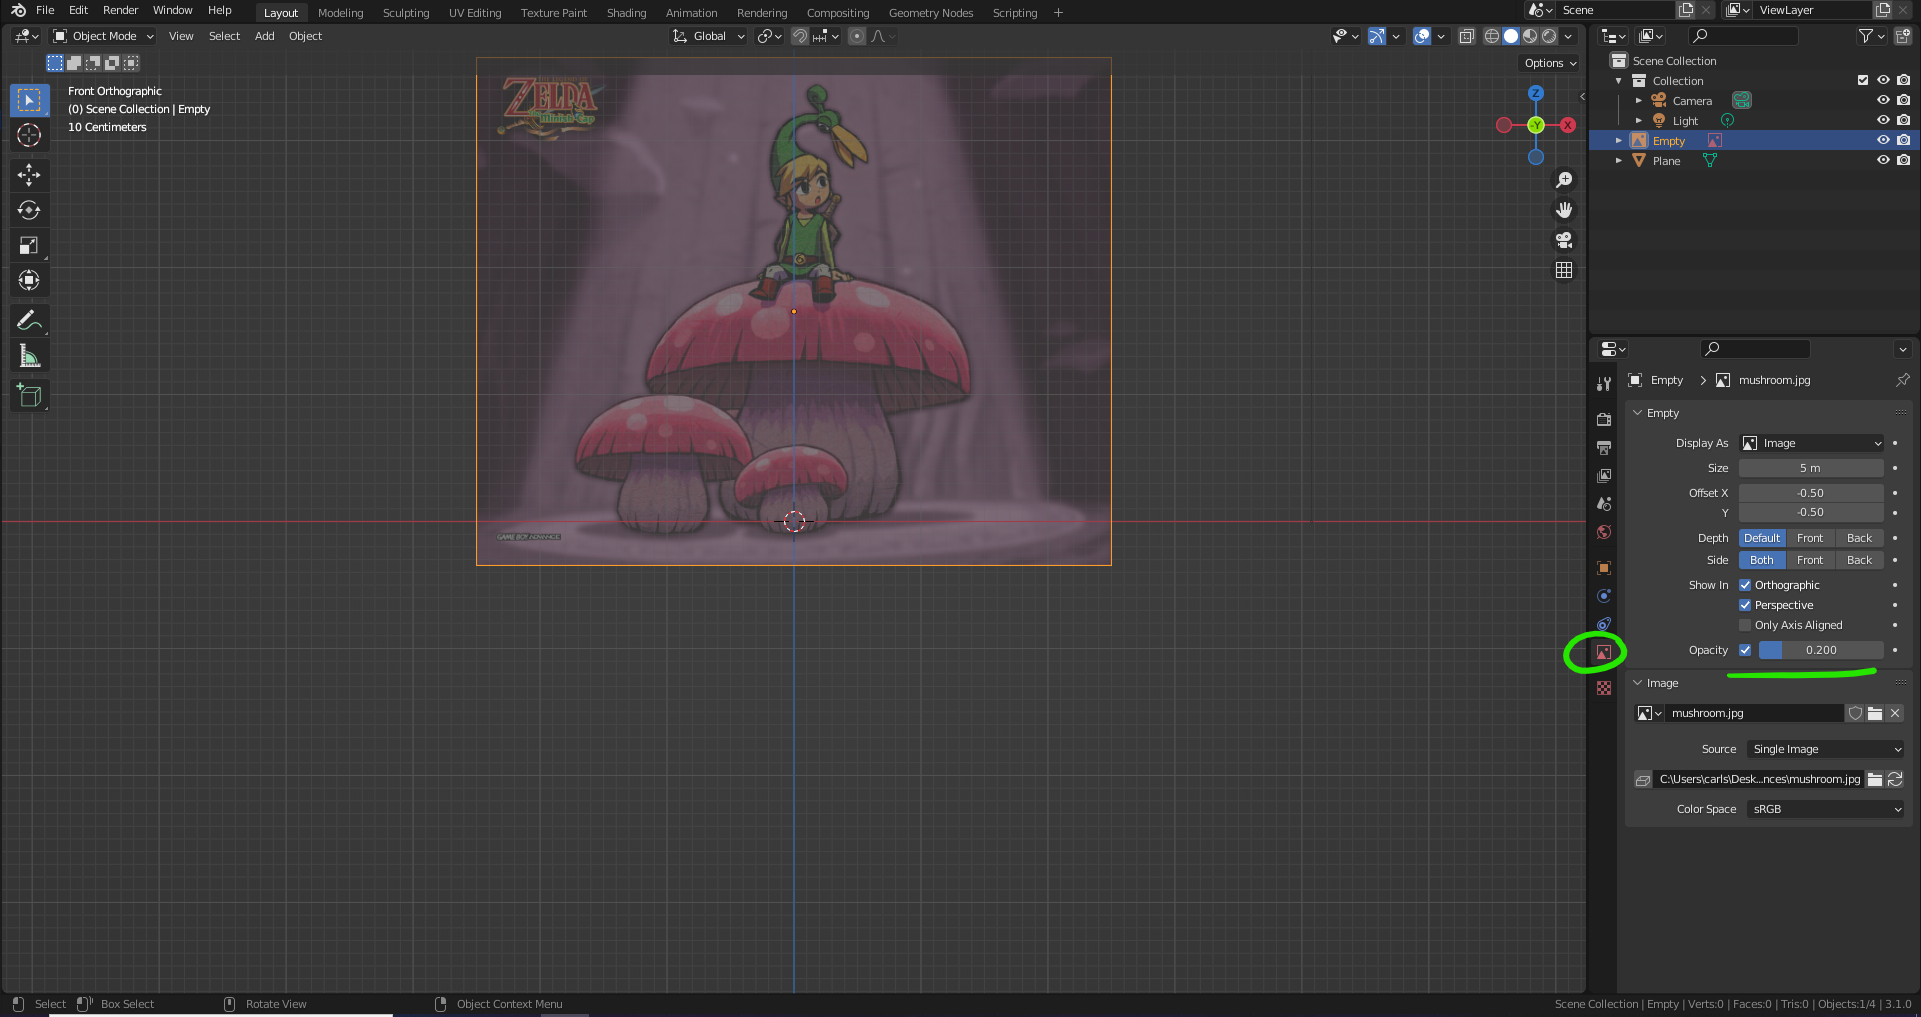 File Edit Render Window Help Layout Modeling Sculpting UV Editing Texture Paint Shading Animation Rendering Compositing Geometry Nodes Scripting + Scene ViewLayer
Object Mode View Select Add Object Global
Options
Front Orthographic
(0) Scene Collection | Empty
10 Centimeters
ZELDA
the Minish Cap
Z
-Y X
GAME BOY ADVANCE
Scene Collection
Collection
Camera
Light
Empty
Plane
Empty > mushroom.jpg
Empty
Display As Image
Size 5 m
Offset X -0.50
Y -0.50
Depth Default Front Back
Side Both Front Back
Show In Orthographic
Perspective
Only Axis Aligned
Opacity 0.200
Image
mushroom.jpg
Source Single Image
C:\Users\carls\Desk...nces\mushroom.jpg
Color Space sRGB
Select Box Select Rotate View Object Context Menu Scene Collection | Empty | Verts:0 | Faces:0 | Tris:0 | Objects:1/4 | 3.1.0